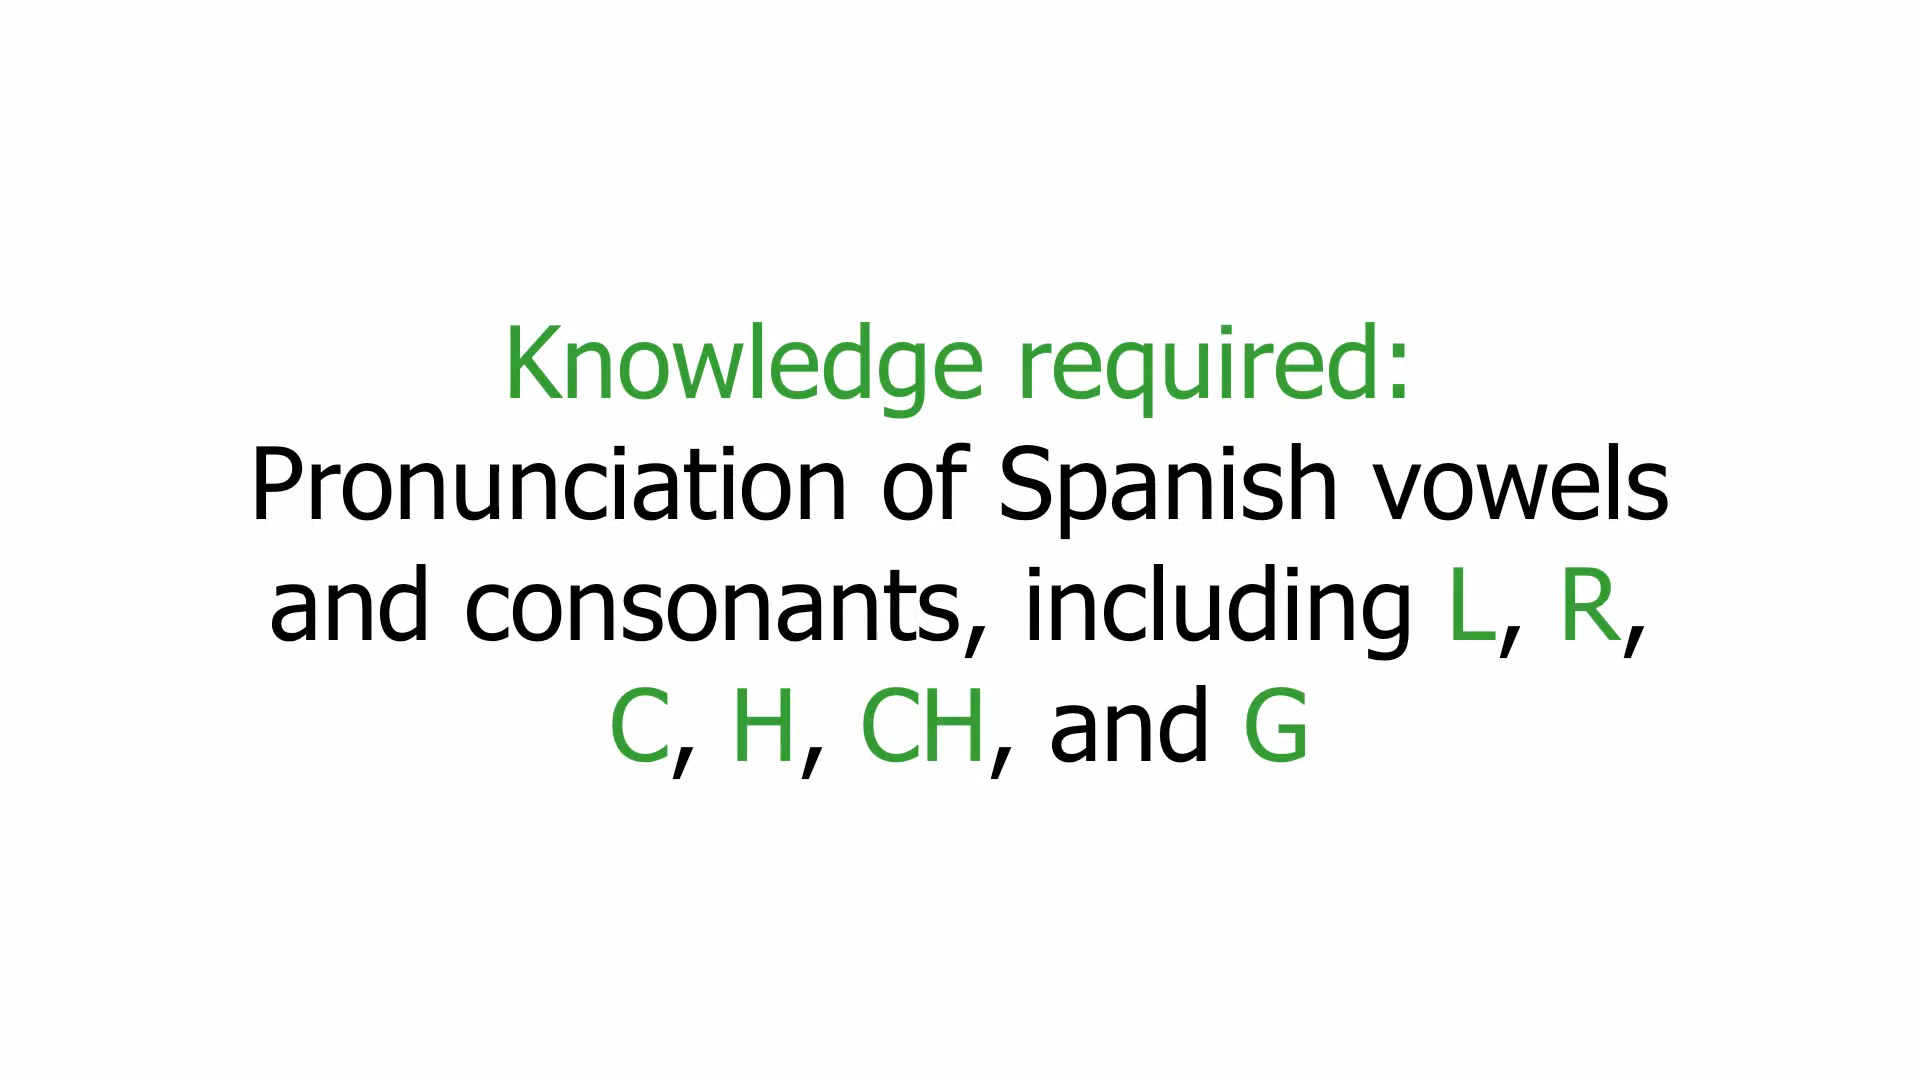 Knowledge required:
Pronunciation of Spanish vowels
and consonants, including L, R,
C, H, CH, and G